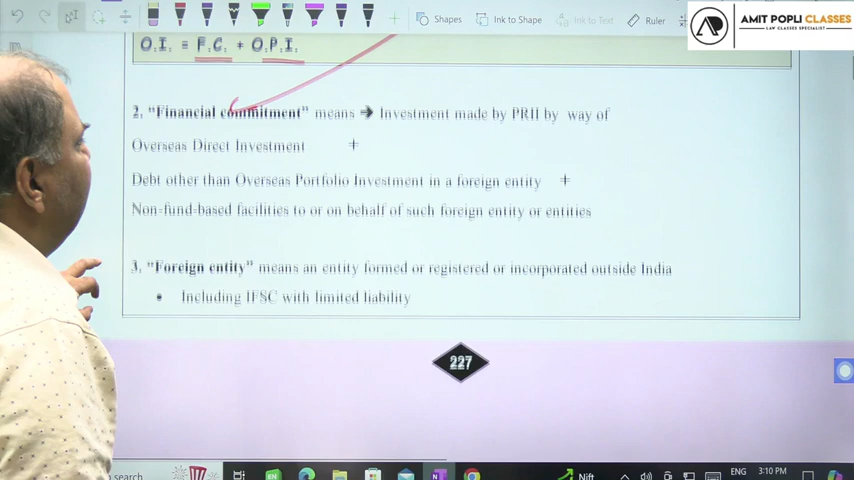 Shapes
Ink to Shape
Ink to Text
Ruler
AMIT POPLI CLASSES
LAW CLASSES SPECIALIST
O.I. = F.C. + O.P.I.
2. "Financial commitment" means → Investment made by PRII by way of
Overseas Direct Investment +
Debt other than Overseas Portfolio Investment in a foreign entity +
Non-fund-based facilities to or on behalf of such foreign entity or entities
3. "Foreign entity" means an entity formed or registered or incorporated outside India
• Including IFSC with limited liability
227
search
Nift
ENG
3:10 PM